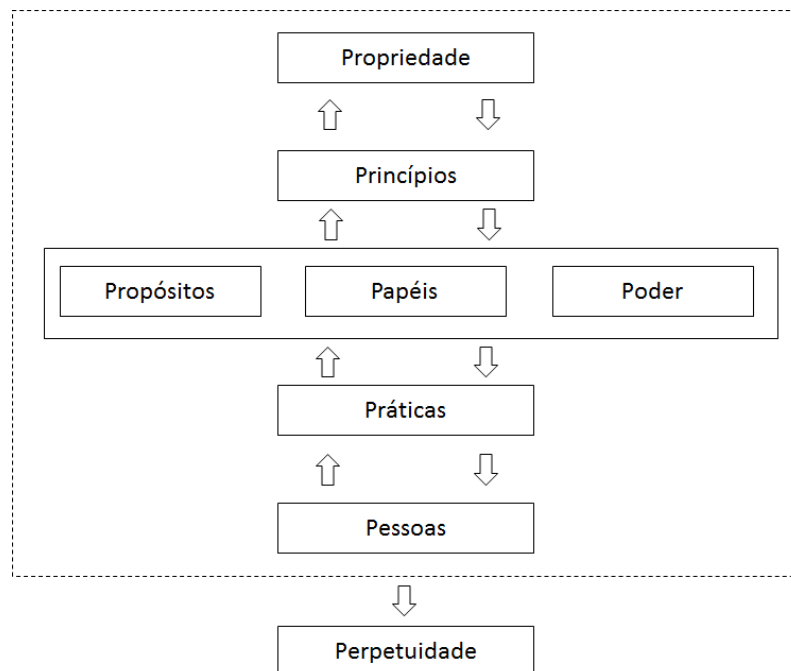 Propriedade
Princípios
Propósitos
Papéis
Poder
Práticas
Pessoas
Perpetuidade